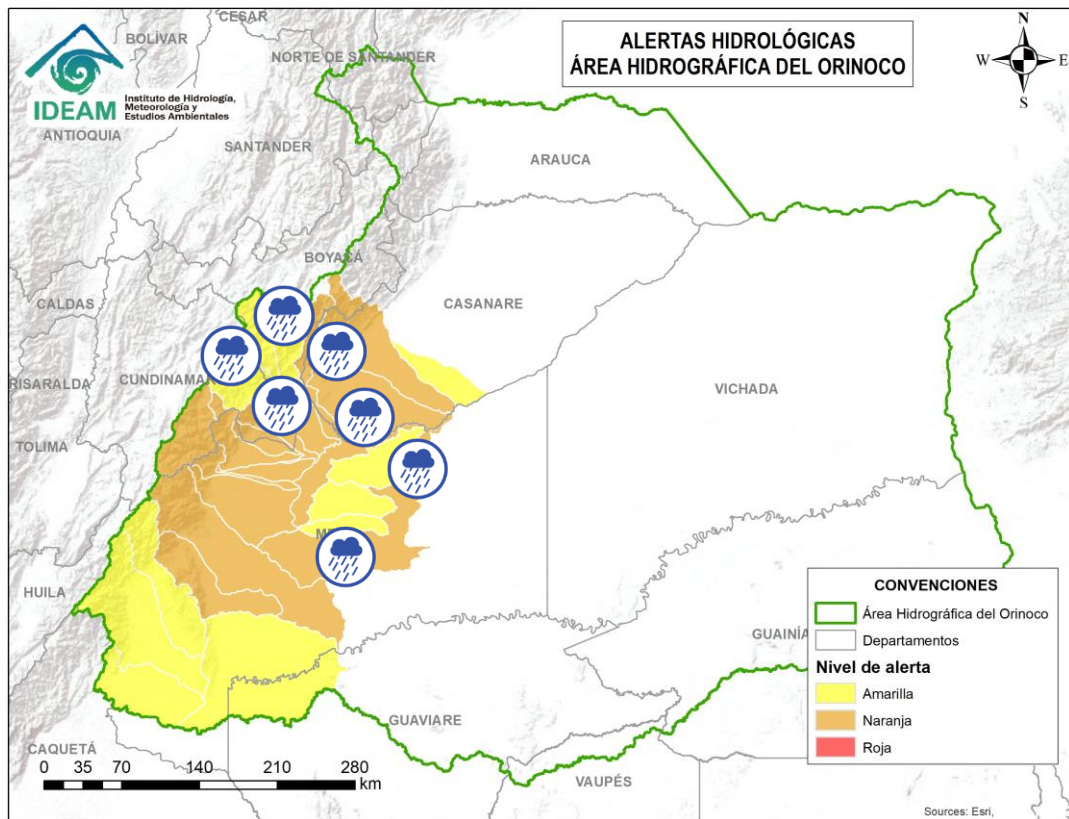 CESAR
BOLÍVAR
NORTE DE SANTANDER
ALERTAS HIDROLÓGICAS
ÁREA HIDROGRÁFICA DEL ORINOCO
N
W
E
S
IDEAM
Instituto de Hidrología,
Meteorología y
Estudios Ambientales
ANTIOQUIA
SANTANDER
ARAUCA
BOYACÁ
CALDAS
CASANARE
RISARALDA
CUNDINAMAR
VICHADA
TOLIMA
HUILA
GUAINÍA
GUAVIARE
CAQUETÁ
VAUPÉS
CONVENCIONES
Área Hidrográfica del Orinoco
Departamentos
Nivel de alerta
Amarilla
Naranja
Roja
0 35 70 140 210 280
km
Sources: Esri,